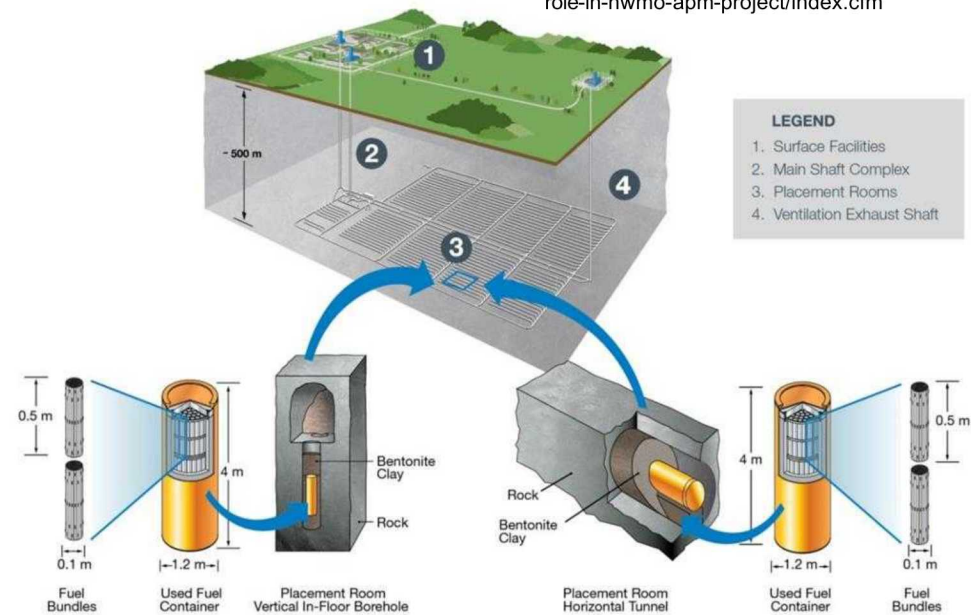 role-in-nwmo-apm-project/index.cfm
1
~ 500 m
2
4
3
LEGEND
1. Surface Facilities
2. Main Shaft Complex
3. Placement Rooms
4. Ventilation Exhaust Shaft
0.5 m
4 m
Bentonite
Clay
Rock
0.1 m
1.2 m
Fuel
Bundles
Used Fuel
Container
Placement Room
Vertical In-Floor Borehole
Rock
Bentonite
Clay
4 m
0.5 m
1.2 m
0.1 m
Placement Room
Horizontal Tunnel
Used Fuel
Container
Fuel
Bundles